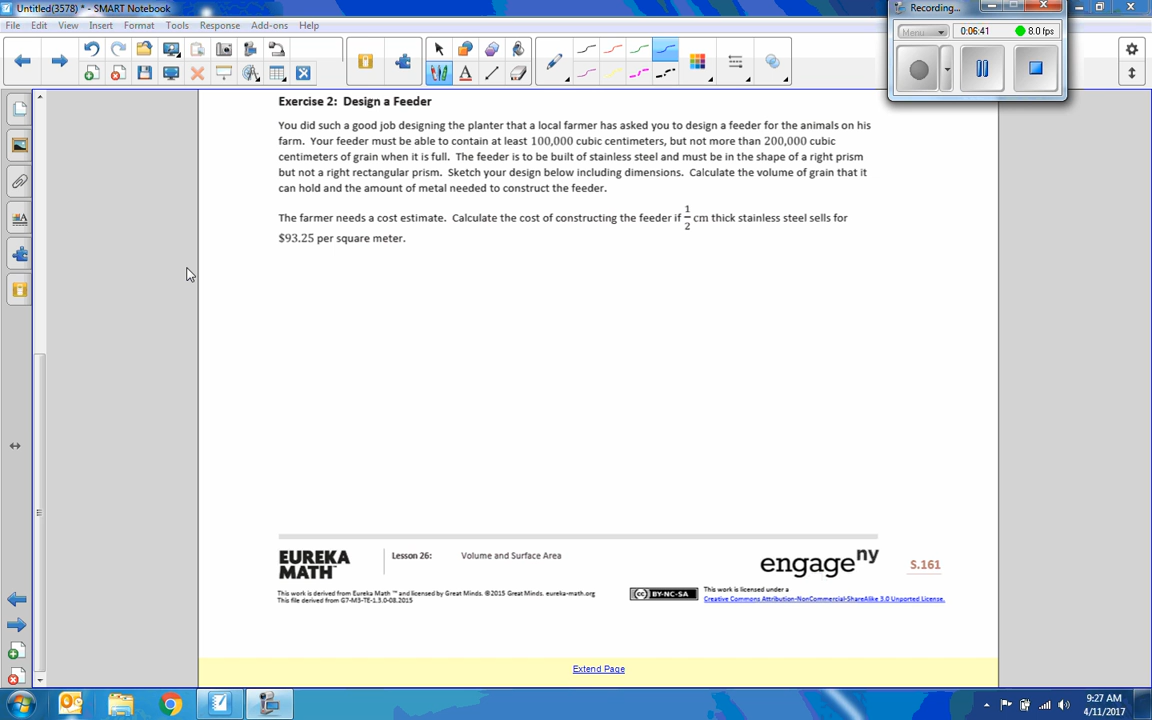 Untitled(3578) * - SMART Notebook
Recording...
File Edit View Insert Format Tools Response Add-ons Help
Menu 0:06:41 8.0 fps
Exercise 2: Design a Feeder
You did such a good job designing the planter that a local farmer has asked you to design a feeder for the animals on his
farm. Your feeder must be able to contain at least 100,000 cubic centimeters, but not more than 200,000 cubic
centimeters of grain when it is full. The feeder is to be built of stainless steel and must be in the shape of a right prism
but not a right rectangular prism. Sketch your design below including dimensions. Calculate the volume of grain that it
can hold and the amount of metal needed to construct the feeder.
The farmer needs a cost estimate. Calculate the cost of constructing the feeder if 1/2 cm thick stainless steel sells for
$93.25 per square meter.
EUREKA MATH
Lesson 26: Volume and Surface Area
engage ny
S.161
This work is derived from Eureka Math ™ and licensed by Great Minds. ©2015 Great Minds. eureka-math.org
This file derived from G7-M3-TE-1.3.0-08.2015
cc BY-NC-SA
This work is licensed under a
Creative Commons Attribution-NonCommercial-ShareAlike 3.0 Unported License.
Extend Page
9:27 AM
4/11/2017